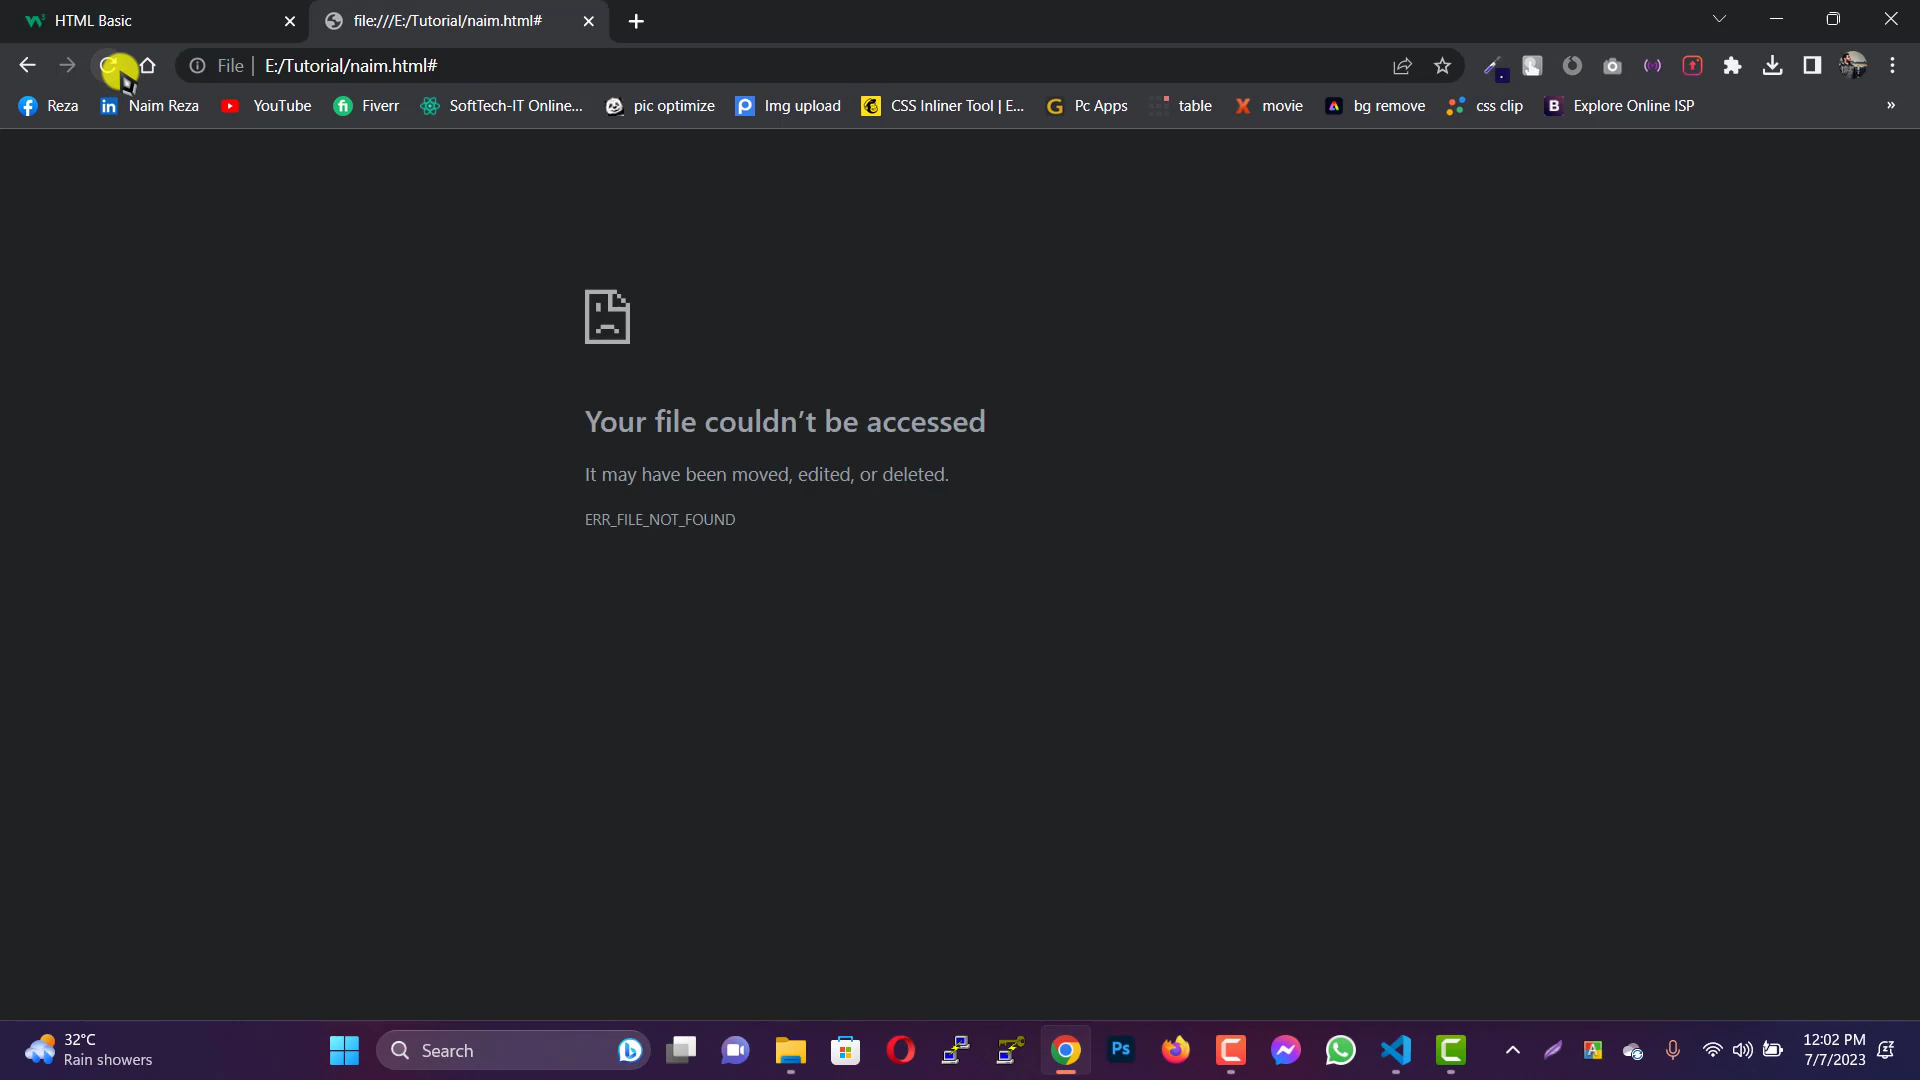 HTML Basic
file:///E:/Tutorial/naim.html#
File
E:/Tutorial/naim.html#
Reza
Naim Reza
YouTube
Fiverr
SoftTech-IT Online...
pic optimize
Img upload
CSS Inliner Tool | E...
Pc Apps
table
movie
bg remove
css clip
Explore Online ISP
»
Your file couldn’t be accessed
It may have been moved, edited, or deleted.
ERR_FILE_NOT_FOUND
32°C
Rain showers
Search
Ps
12:02 PM
7/7/2023